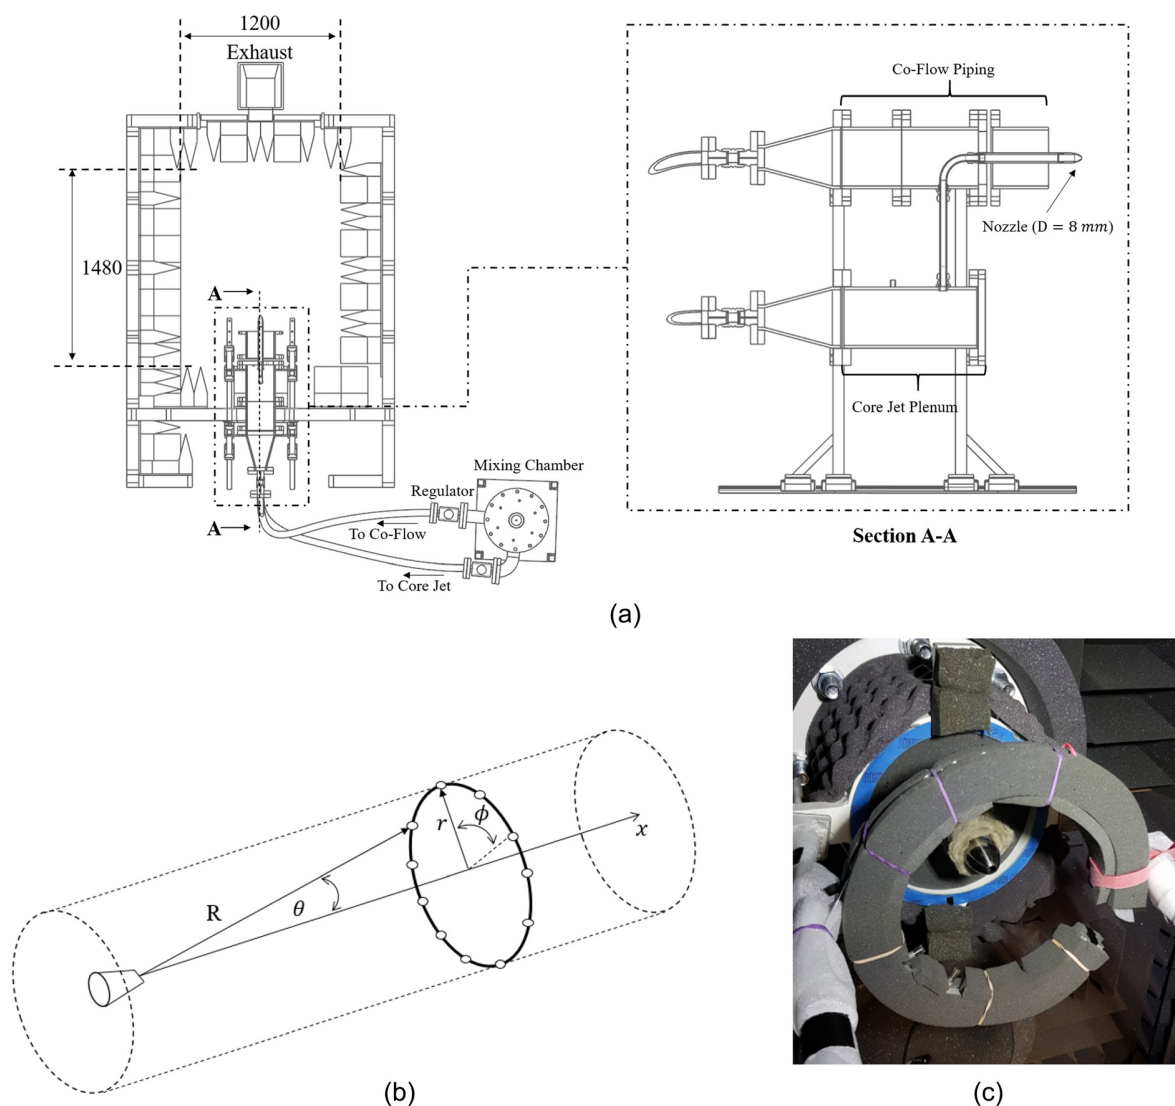 1200
Exhaust
1480
A
A
Mixing Chamber
Regulator
To Co-Flow
To Core Jet
Co-Flow Piping
Nozzle (D = 8 mm)
Core Jet Plenum
Section A-A
(a)
R
θ
r
ϕ
x
(b)
(c)